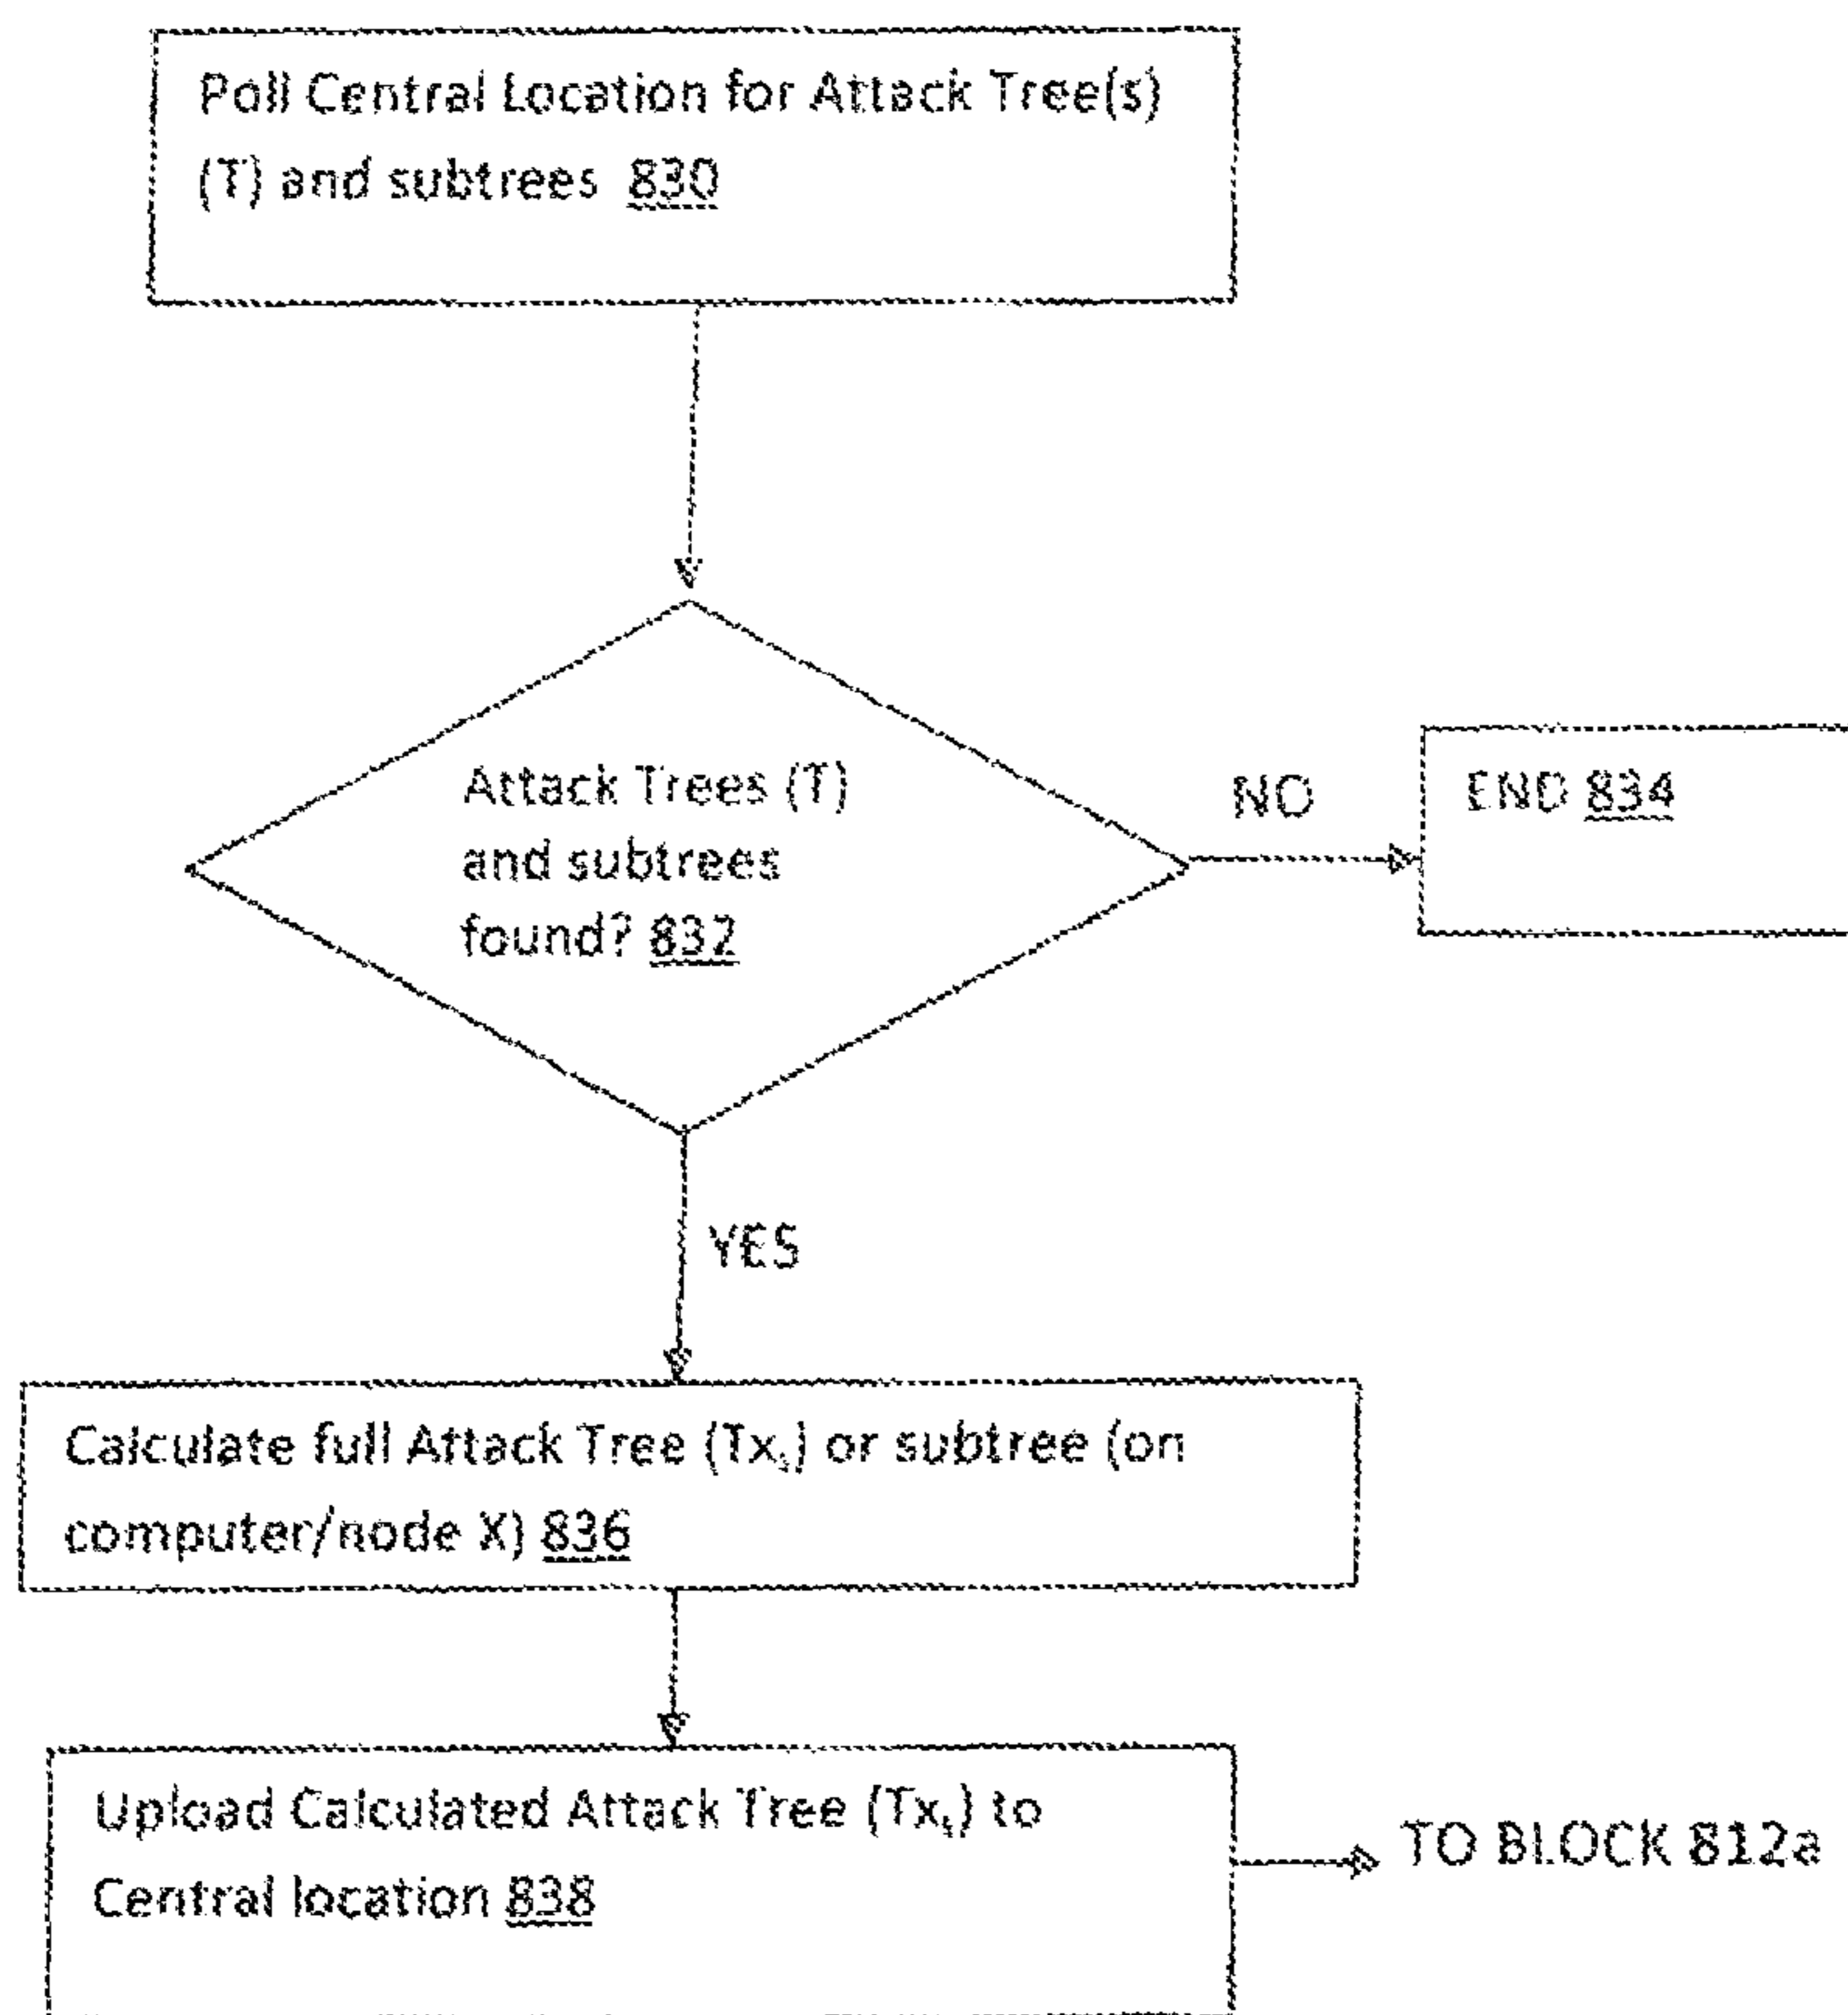 Poll Central Location for Attack Tree(s)
(T) and subtrees 830
Attack Trees (T)
and subtrees
found? 832
NO
END 834
YES
Calculate full Attack Tree (Txᵢ) or subtree (on
computer/node X) 836
Upload Calculated Attack Tree (Txᵢ) to
Central location 838
TO BLOCK 812a